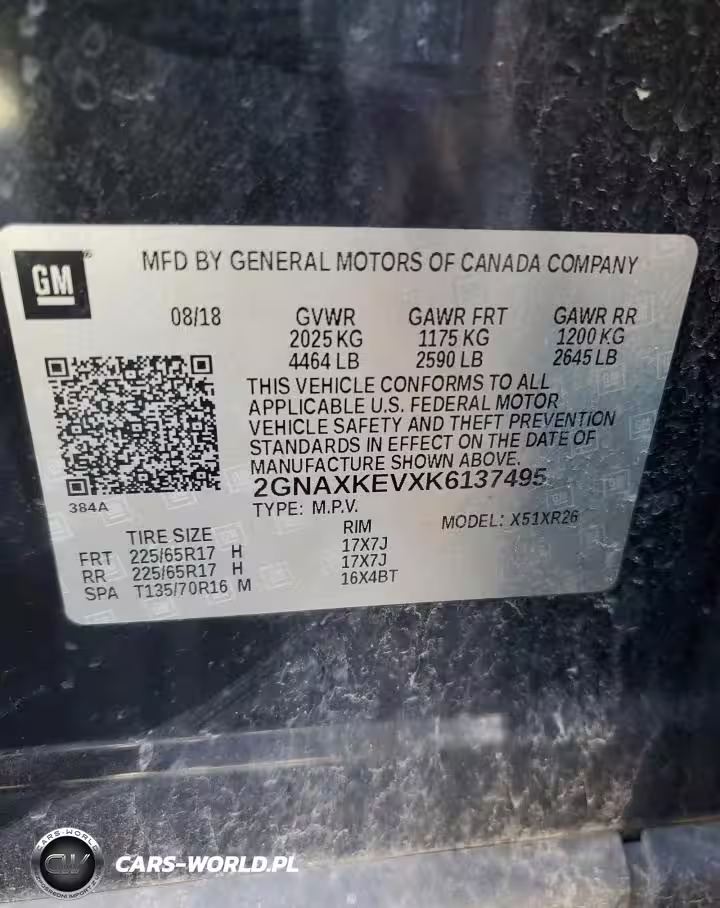 GM
MFD BY GENERAL MOTORS OF CANADA COMPANY
08/18 GVWR GAWR FRT GAWR RR
2025 KG 1175 KG 1200 KG
4464 LB 2590 LB 2645 LB
THIS VEHICLE CONFORMS TO ALL
APPLICABLE U.S. FEDERAL MOTOR
VEHICLE SAFETY AND THEFT PREVENTION
STANDARDS IN EFFECT ON THE DATE OF
MANUFACTURE SHOWN ABOVE.
2GNAXKEVXK6137495
384A
TYPE: M.P.V. MODEL: X51XR26
TIRE SIZE RIM
FRT 225/65R17 H 17X7J
RR 225/65R17 H 17X7J
SPA T135/70R16 M 16X4BT
CARS-WORLD
CW
CARS-WORLD.PL